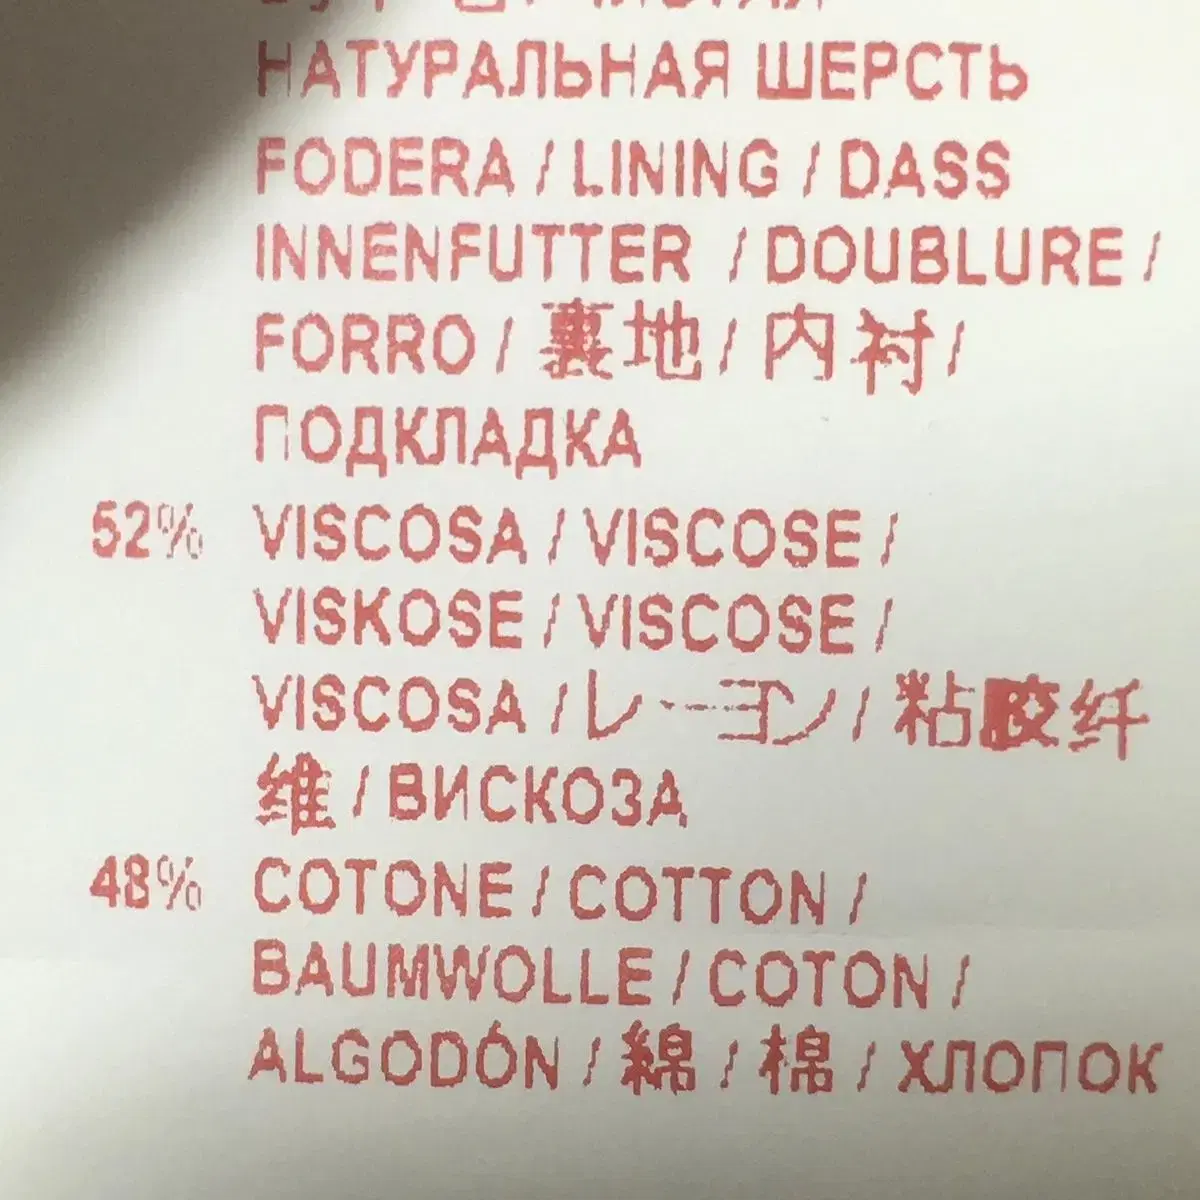 НАТУРАЛЬНАЯ ШЕРСТЬ
FODERA / LINING / DASS
INNENFUTTER / DOUBLURE /
FORRO / 裏地 / 内衬 /
ПОДКЛАДКА
52% VISCOSA / VISCOSE /
VISKOSE / VISCOSE /
VISCOSA / レーヨン / 粘胶纤
维 / ВИСКОЗА
48% COTONE / COTTON /
BAUMWOLLE / COTON /
ALGODÓN / 綿 / 棉 / ХЛОПОК